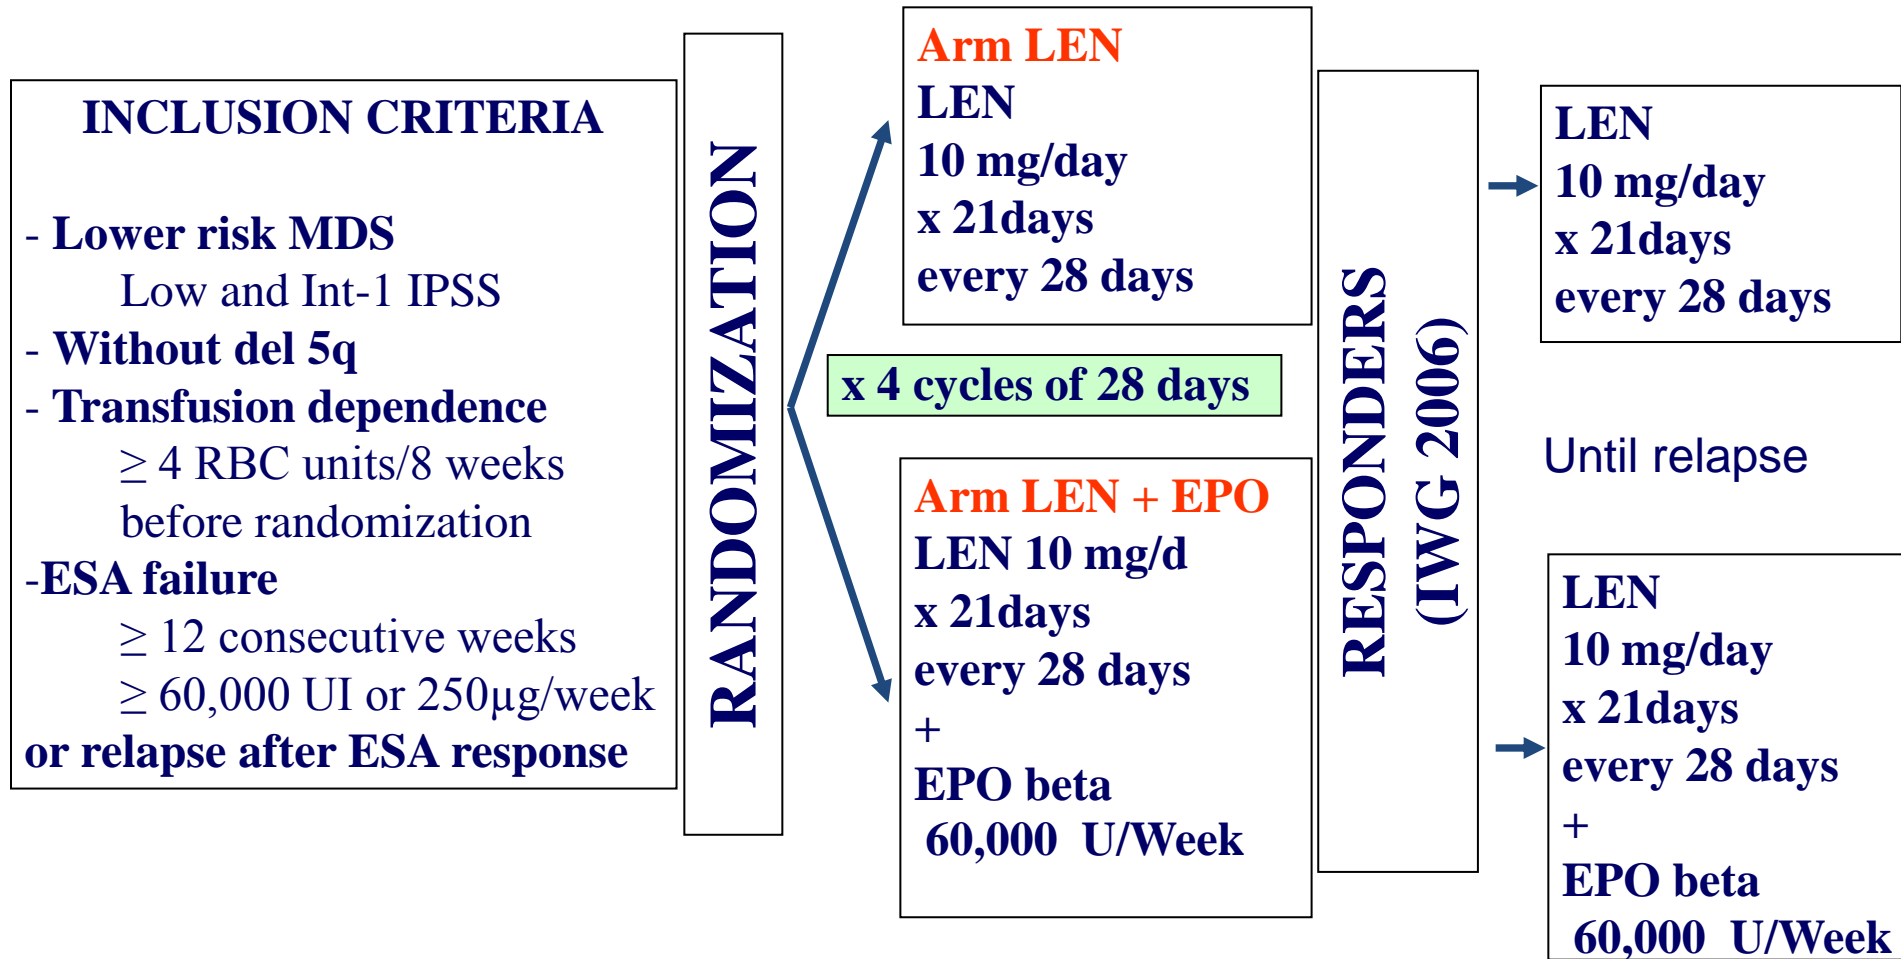 INCLUSION CRITERIA
- Lower risk MDS
Low and Int-1 IPSS
- Without del 5q
- Transfusion dependence
≥ 4 RBC units/8 weeks
before randomization
-ESA failure
≥ 12 consecutive weeks
≥ 60,000 UI or 250µg/week
or relapse after ESA response
RANDOMIZATION
Arm LEN
LEN
10 mg/day
x 21days
every 28 days
x 4 cycles of 28 days
Arm LEN + EPO
LEN 10 mg/d
x 21days
every 28 days
+
EPO beta
60,000 U/Week
RESPONDERS
(IWG 2006)
LEN
10 mg/day
x 21days
every 28 days
Until relapse
LEN
10 mg/day
x 21days
every 28 days
+
EPO beta
60,000 U/Week